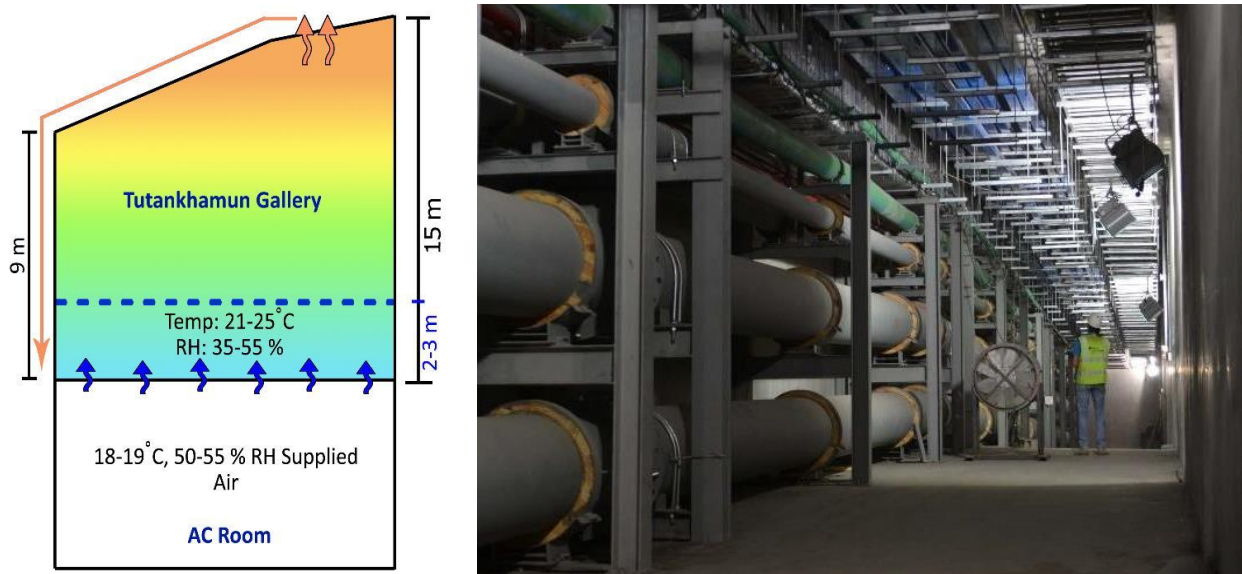 Tutankhamun Gallery
9 m
15 m
Temp: 21-25°C
RH: 35-55 %
2-3 m
18-19°C, 50-55 % RH Supplied
Air
AC Room